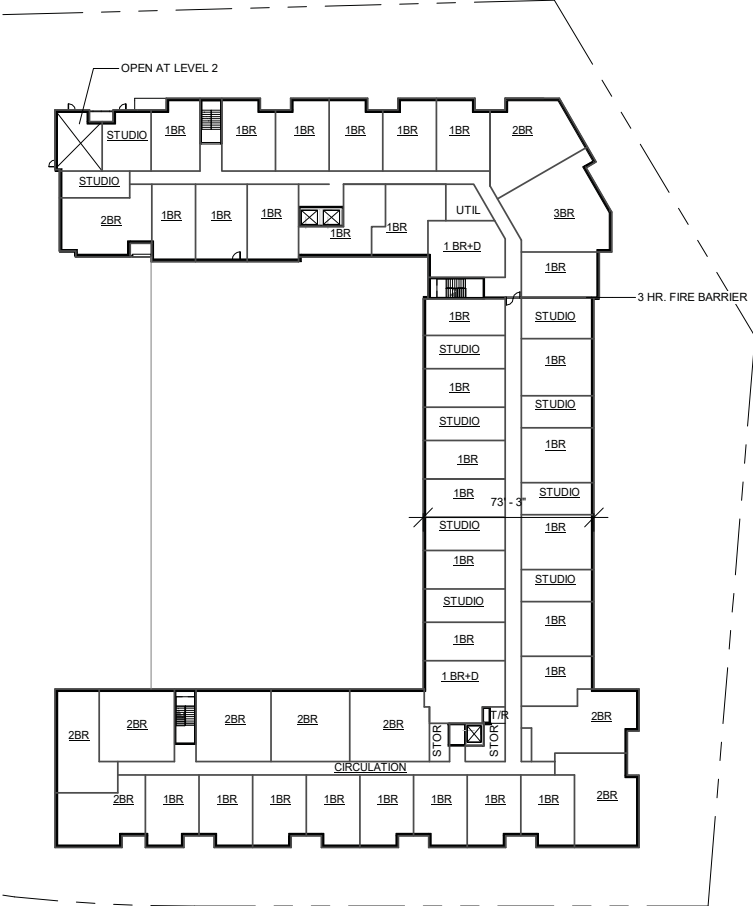 OPEN AT LEVEL 2
STUDIO
1BR
1BR
1BR
1BR
1BR
1BR
2BR
STUDIO
2BR
1BR
1BR
1BR
1BR
1BR
UTIL
1 BR+D
3BR
1BR
3 HR. FIRE BARRIER
1BR
STUDIO
STUDIO
1BR
1BR
STUDIO
STUDIO
1BR
1BR
1BR
STUDIO
73' - 3"
STUDIO
1BR
1BR
STUDIO
STUDIO
1BR
1BR
1 BR+D
1BR
2BR
2BR
2BR
2BR
2BR
STOR
T/R
STOR
2BR
CIRCULATION
2BR
1BR
1BR
1BR
1BR
1BR
1BR
1BR
1BR
2BR